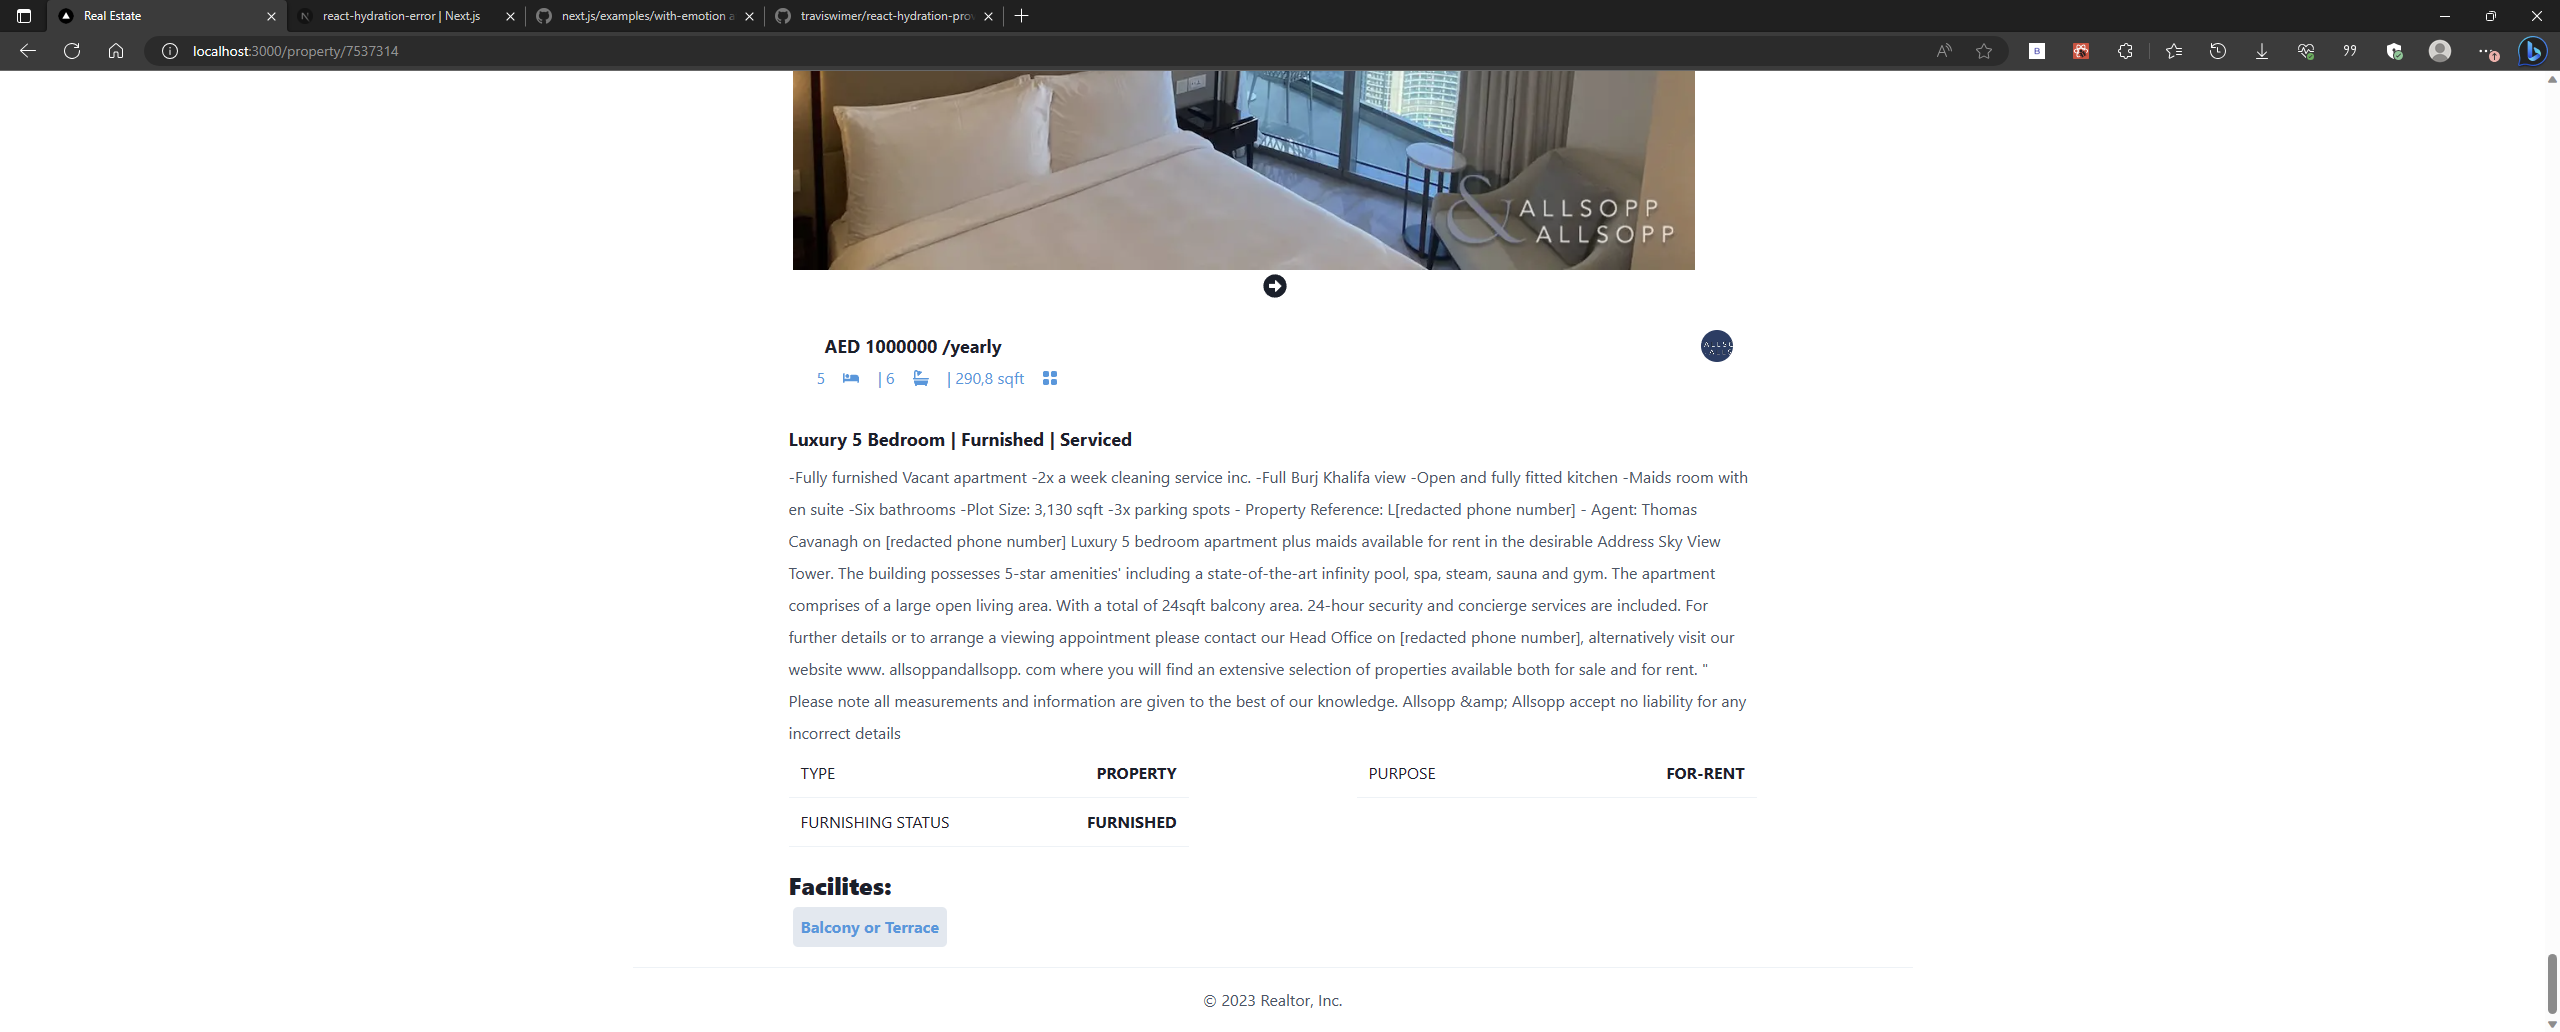 Real Estate
react-hydration-error | Next.js
next.js/examples/with-emotion a
traviswimer/react-hydration-prov
localhost:3000/property/7537314
& ALLSOPP
ALLSOPP
AED 1000000 /yearly
5 | 6 | 290,8 sqft
Luxury 5 Bedroom | Furnished | Serviced
-Fully furnished Vacant apartment -2x a week cleaning service inc. -Full Burj Khalifa view -Open and fully fitted kitchen -Maids room with
en suite -Six bathrooms -Plot Size: 3,130 sqft -3x parking spots - Property Reference: L[redacted phone number] - Agent: Thomas
Cavanagh on [redacted phone number] Luxury 5 bedroom apartment plus maids available for rent in the desirable Address Sky View
Tower. The building possesses 5-star amenities' including a state-of-the-art infinity pool, spa, steam, sauna and gym. The apartment
comprises of a large open living area. With a total of 24sqft balcony area. 24-hour security and concierge services are included. For
further details or to arrange a viewing appointment please contact our Head Office on [redacted phone number], alternatively visit our
website www. allsoppandallsopp. com where you will find an extensive selection of properties available both for sale and for rent. "
Please note all measurements and information are given to the best of our knowledge. Allsopp &amp; Allsopp accept no liability for any
incorrect details
TYPE PROPERTY PURPOSE FOR-RENT
FURNISHING STATUS FURNISHED
Facilites:
Balcony or Terrace
© 2023 Realtor, Inc.